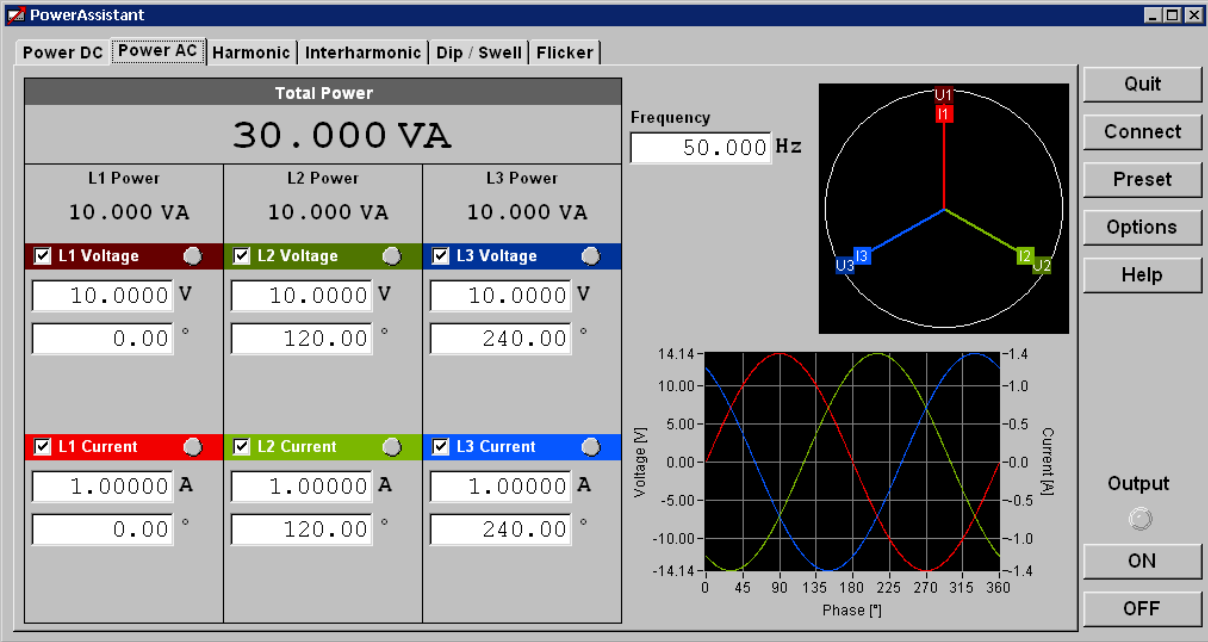 PowerAssistant
Power DC Power AC Harmonic Interharmonic Dip / Swell Flicker
Total Power
30.000 VA
L1 Power L2 Power L3 Power
10.000 VA 10.000 VA 10.000 VA
L1 Voltage L2 Voltage L3 Voltage
10.0000 V 10.0000 V 10.0000 V
0.00 ° 120.00 ° 240.00 °
L1 Current L2 Current L3 Current
1.00000 A 1.00000 A 1.00000 A
0.00 ° 120.00 ° 240.00 °
Frequency
50.000 Hz
U1
I1
I3 I2
U3 U2
14.14 1.4
10.00 1.0
5.00 0.5
0.00 0.0
-5.00 -0.5
-10.00 -1.0
-14.14 -1.4
Voltage [V]
Current [A]
0 45 90 135 180 225 270 315 360
Phase [°]
Quit
Connect
Preset
Options
Help
Output
ON
OFF